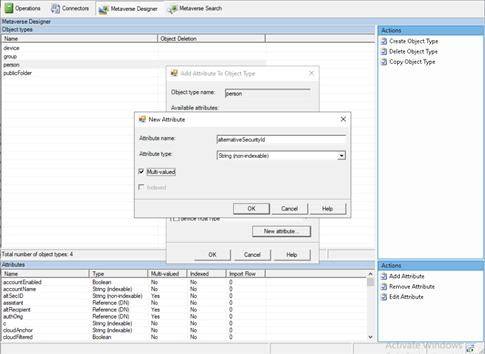 Operations Connectors Metaverse Designer Metaverse Search
Metaverse Designer
Object types
Name Object Deletion
device
group
person
publicFolder
Actions
Create Object Type
Delete Object Type
Copy Object Type
Add Attribute To Object Type
Object type name: person
Available attributes:
New Attribute
Attribute name: alternativeSecurityId
Attribute type: String (non-indexable)
Multi-valued
Indexed
OK Cancel Help
New attribute...
OK Cancel Help
Total number of object types: 4
Attributes
Name Type Multi-valued Indexed Import Flow
accountEnabled Boolean No No 0
accountName String (indexable) No No 0
altSecID String (non-indexable) Yes No 0
assistant Reference (DN) No No 0
altRecipient Reference (DN) No No 0
authOrig Reference (DN) Yes No 0
c String (indexable) No No 0
cloudAnchor String (indexable) No No 0
cloudFiltered Boolean No No 0
Actions
Add Attribute
Remove Attribute
Edit Attribute
Activate Windows